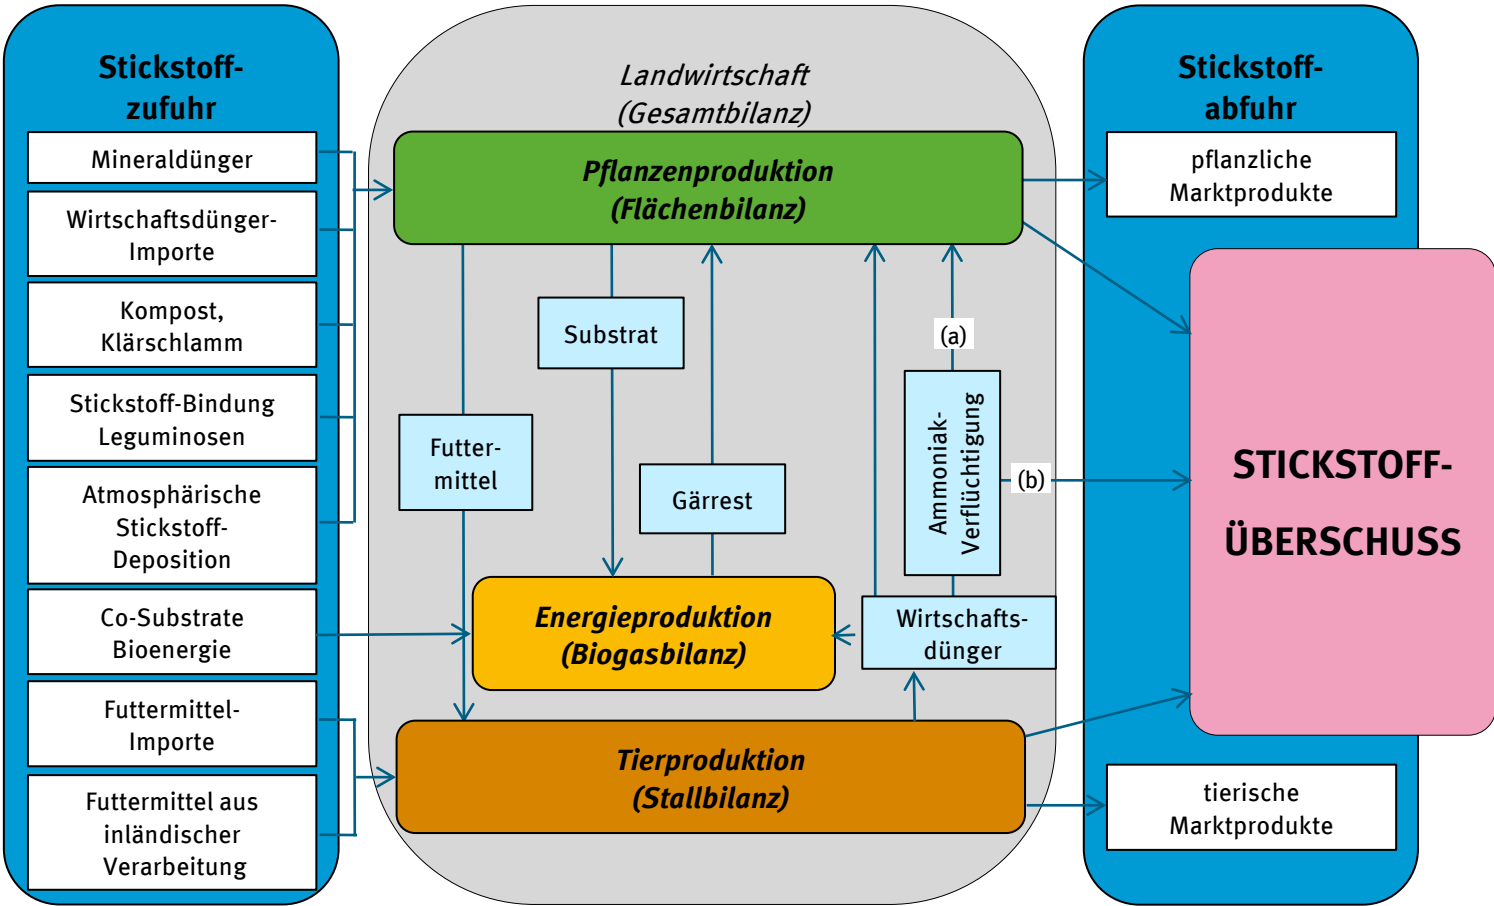 Stickstoff-
zufuhr
Mineraldünger
Wirtschaftsdünger-
Importe
Kompost,
Klärschlamm
Stickstoff-Bindung
Leguminosen
Atmosphärische
Stickstoff-
Deposition
Co-Substrate
Bioenergie
Futtermittel-
Importe
Futtermittel aus
inländischer
Verarbeitung
Landwirtschaft
(Gesamtbilanz)
Pflanzenproduktion
(Flächenbilanz)
Substrat
Futter-
mittel
Gärrest
(a)
Ammoniak-
Verflüchtigung
(b)
Energieproduktion
(Biogasbilanz)
Wirtschafts-
dünger
Tierproduktion
(Stallbilanz)
Stickstoff-
abfuhr
pflanzliche
Marktprodukte
STICKSTOFF-
ÜBERSCHUSS
tierische
Marktprodukte